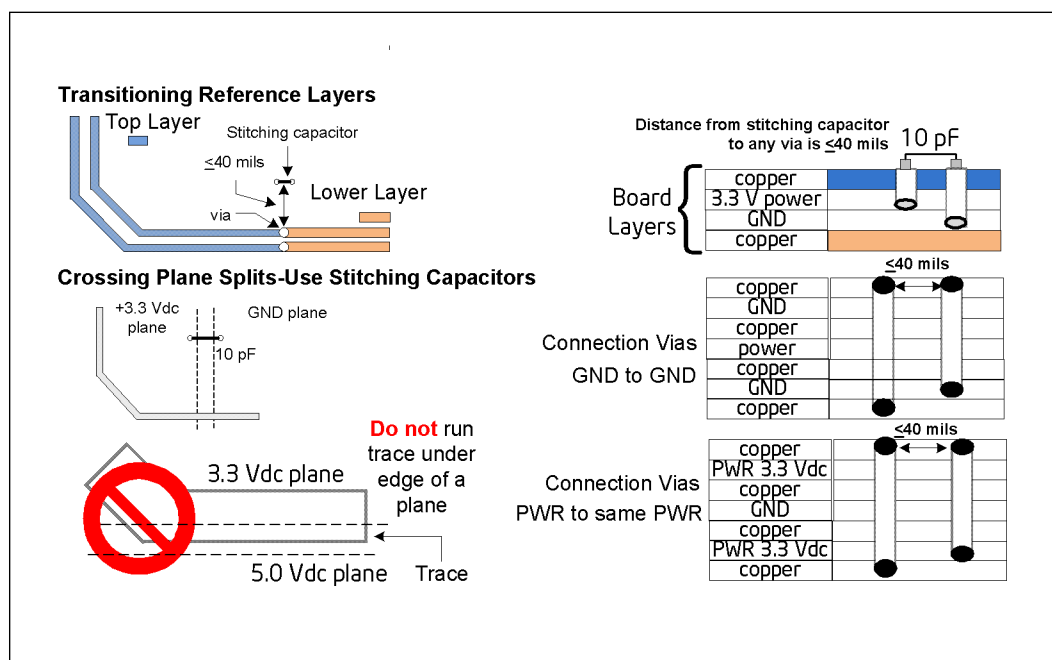 Transitioning Reference Layers
Top Layer
Stitching capacitor
≤40 mils
Lower Layer
via
Crossing Plane Splits-Use Stitching Capacitors
+3.3 Vdc
plane
GND plane
10 pF
Do not run
trace under
edge of a
plane
3.3 Vdc plane
5.0 Vdc plane
Trace
Distance from stitching capacitor
to any via is ≤40 mils
10 pF
Board
Layers
copper
3.3 V power
GND
copper
≤40 mils
Connection Vias
GND to GND
copper
GND
copper
power
copper
GND
copper
≤40 mils
Connection Vias
PWR to same PWR
copper
PWR 3.3 Vdc
copper
GND
copper
PWR 3.3 Vdc
copper